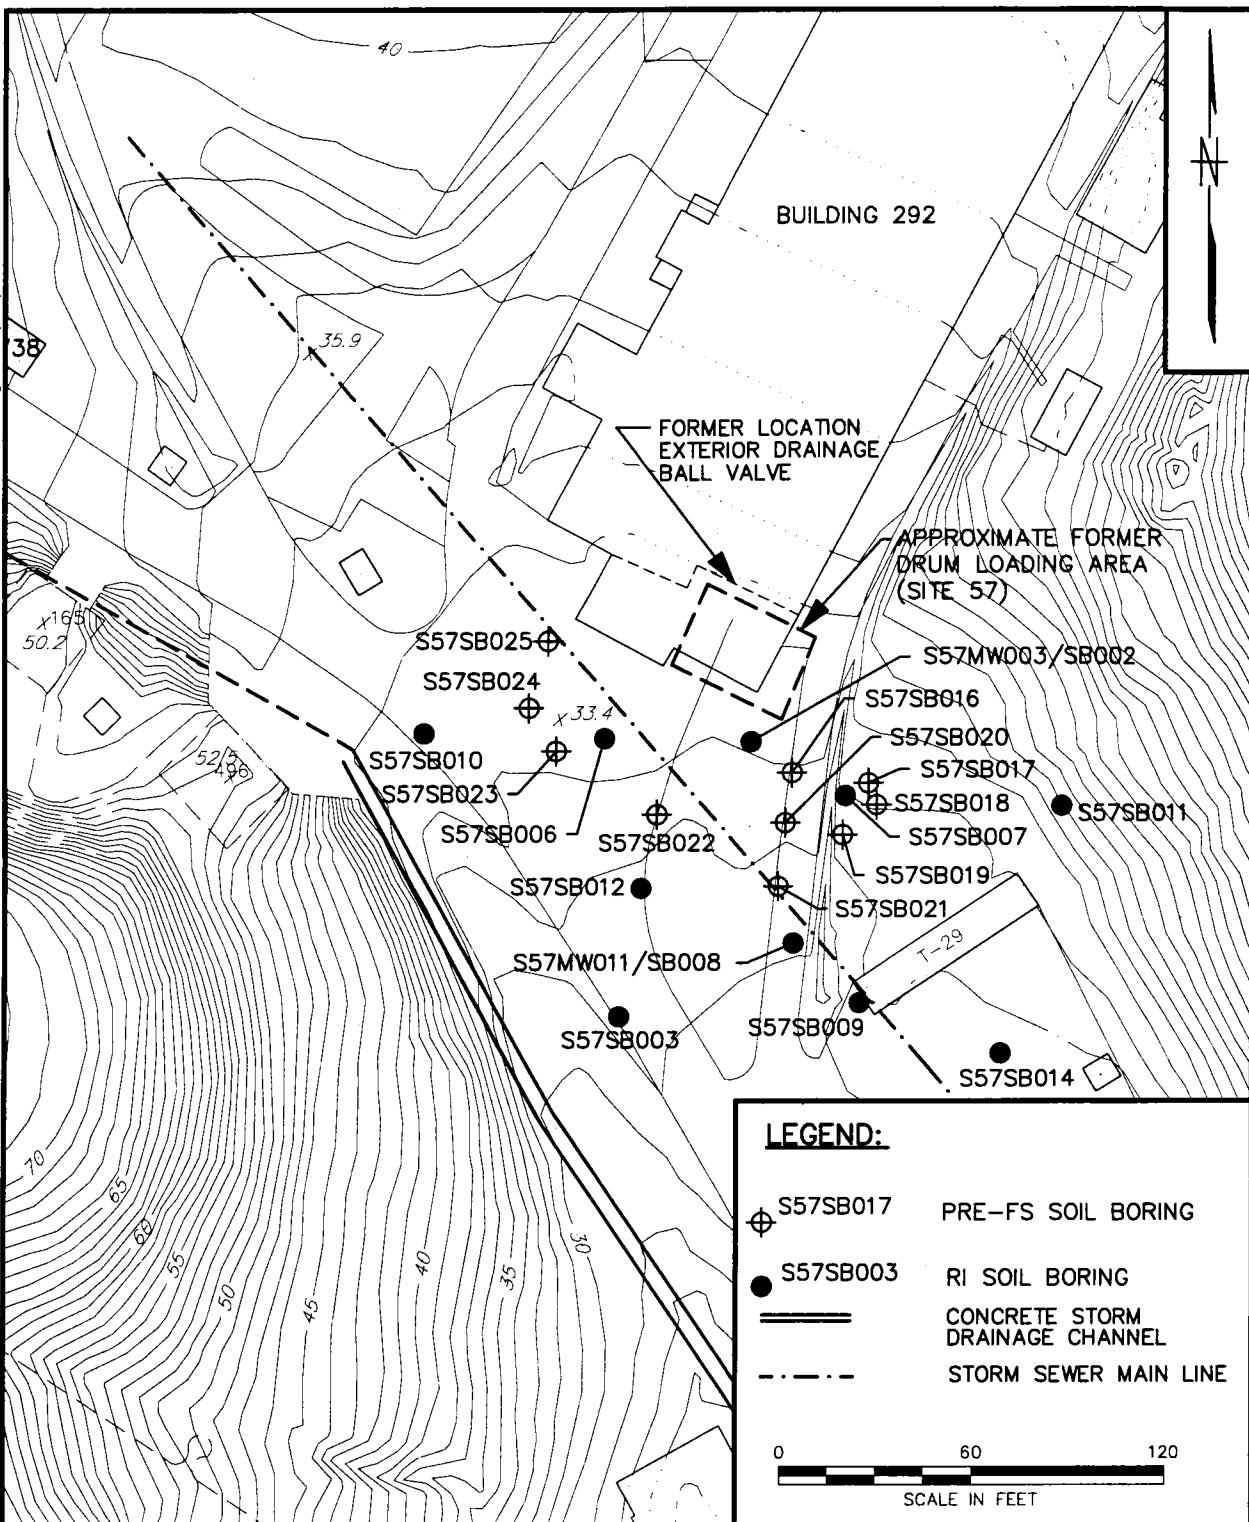 40
N
BUILDING 292
35.9
738
FORMER LOCATION
EXTERIOR DRAINAGE
BALL VALVE
APPROXIMATE FORMER
DRUM LOADING AREA
(SITE 57)
165
50.2
S57SB025
S57MW003/SB002
S57SB024
S57SB016
33.4
S57SB020
S57SB010
52.5
496
S57SB017
S57SB023
S57SB018
S57SB011
S57SB006
S57SB022
S57SB007
S57SB012
S57SB019
S57SB021
T-29
S57MW011/SB008
S57SB009
S57SB003
S57SB014
70
65
60
55
50
45
40
35
30
LEGEND:
S57SB017 PRE-FS SOIL BORING
S57SB003 RI SOIL BORING
CONCRETE STORM
DRAINAGE CHANNEL
STORM SEWER MAIN LINE
0 60 120
SCALE IN FEET